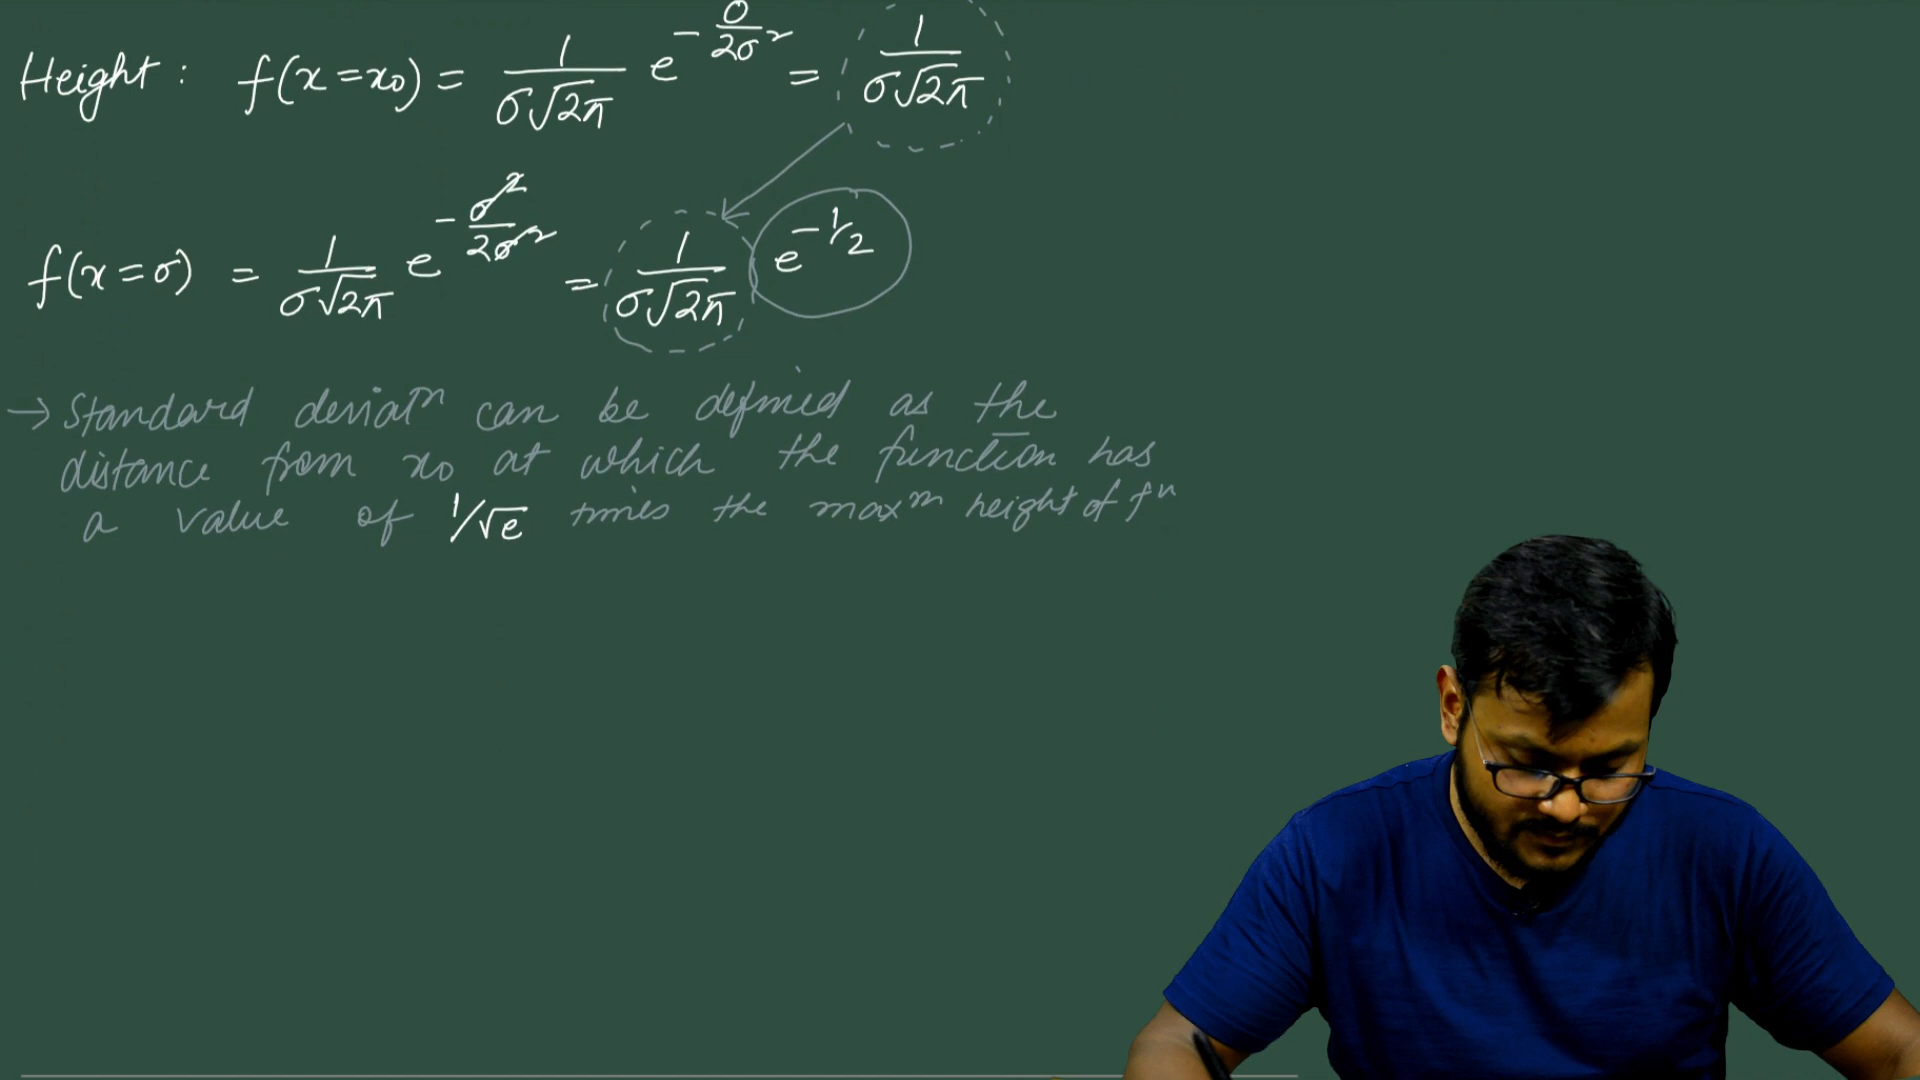 Height : f(x=x₀) = 1/(σ√2π) e^(-0/2σ²) = 1/(σ√2π)
f(x=σ) = 1/(σ√2π) e^(-σ²/2σ²) = 1/(σ√2π) e^(-1/2)
→ Standard deviatⁿ can be defined as the
distance from x₀ at which the function has
a value of 1/√e times the maxᵐ height of fⁿ